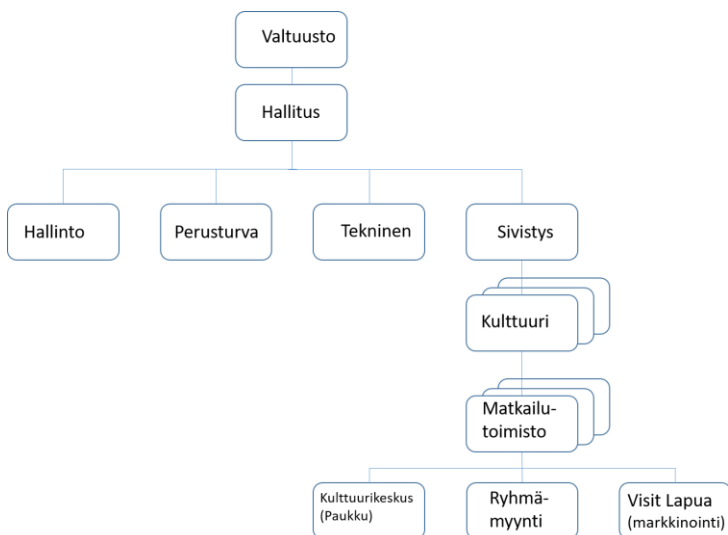 Valtuusto
Hallitus
Hallinto
Perusturva
Tekninen
Sivistys
Kulttuuri
Matkailu-
toimisto
Kulttuurikeskus
(Paukku)
Ryhmä-
myynti
Visit Lapua
(markkinointi)